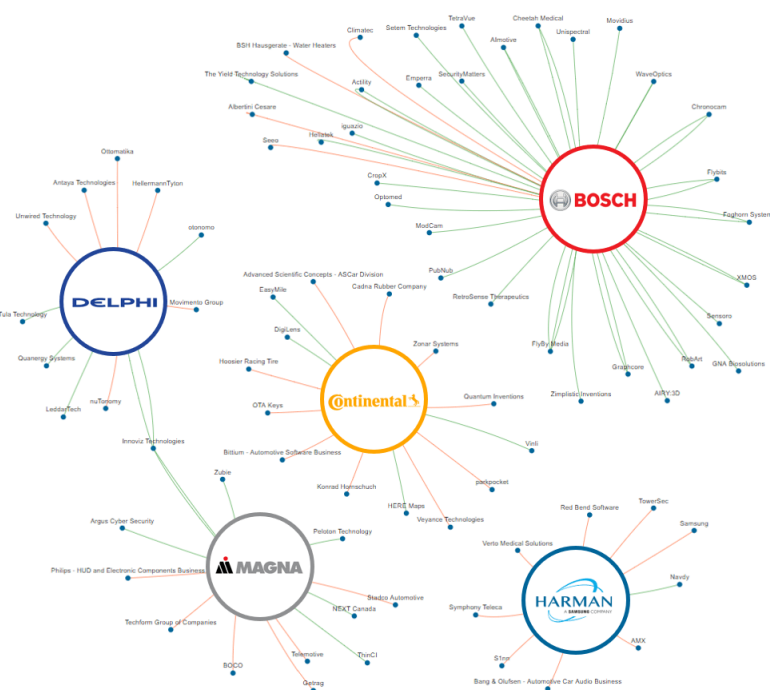 TetraVue
Cheetah Medical
Movidius
Climatec
Setem Technologies
AImotive
Unispectral
BSH Hausgerate - Water Heaters
The Yield Technology Solutions
Actility
Emperra
SecurityMatters
WaveOptics
Albertini Cesare
Chronocam
iguazio
Hellatek
Seeo
Ottomatika
Antaya Technologies
HellermannTyton
CropX
Flybits
Optomed
BOSCH
Unwired Technology
otonomo
ModCam
Foghorn System
DELPHI
Advanced Scientific Concepts - ASCar Division
PubNub
XMOS
EasyMile
Cadna Rubber Company
RetroSense Therapeutics
Movimento Group
Tula Technology
DigiLens
Sensoro
Zonar Systems
FlyBy Media
Quanergy Systems
Hoosier Racing Tire
Graphcore
RobArt
GNA Biosolutions
LeddarTech
nuTonomy
OTA Keys
Continental
Quantum Inventions
Zimplistic Inventions
AIRY:3D
Innoviz Technologies
Bittium - Automotive Software Business
Vinli
Zubie
Konrad Hornschuch
parkpocket
HERE Maps
Red Bend Software
TowerSec
Argus Cyber Security
Veyance Technologies
Samsung
Peloton Technology
Verto Medical Solutions
Philips - HUD and Electronic Components Business
MAGNA
Navdy
Stadco Automotive
HARMAN
A SAMSUNG COMPANY
NEXT Canada
Symphony Teleca
Techform Group of Companies
AMX
Telemotive
ThinCI
S1nn
BOCO
Getrag
Bang & Olufsen - Automotive Car Audio Business